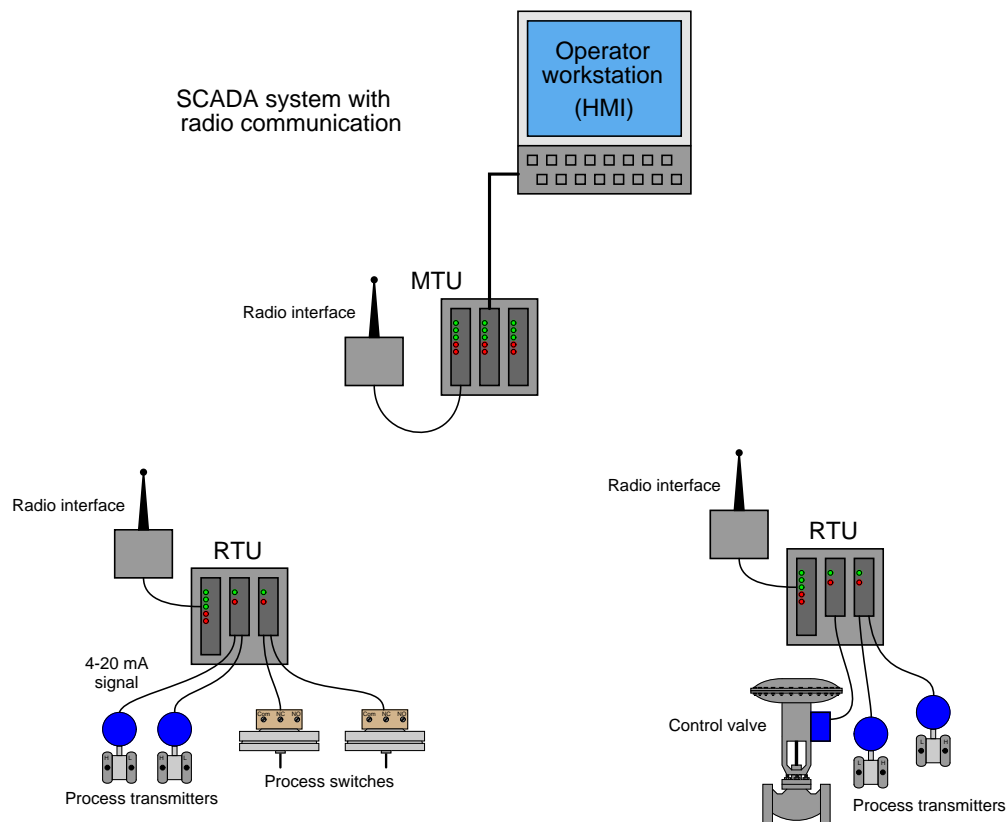 Operator
workstation
(HMI)
SCADA system with
radio communication
MTU
Radio interface
Radio interface
RTU
4-20 mA
signal
Com NC NO
Com NC NO
H L
H L
Process transmitters
Process switches
Radio interface
RTU
Control valve
L H
L H
Process transmitters